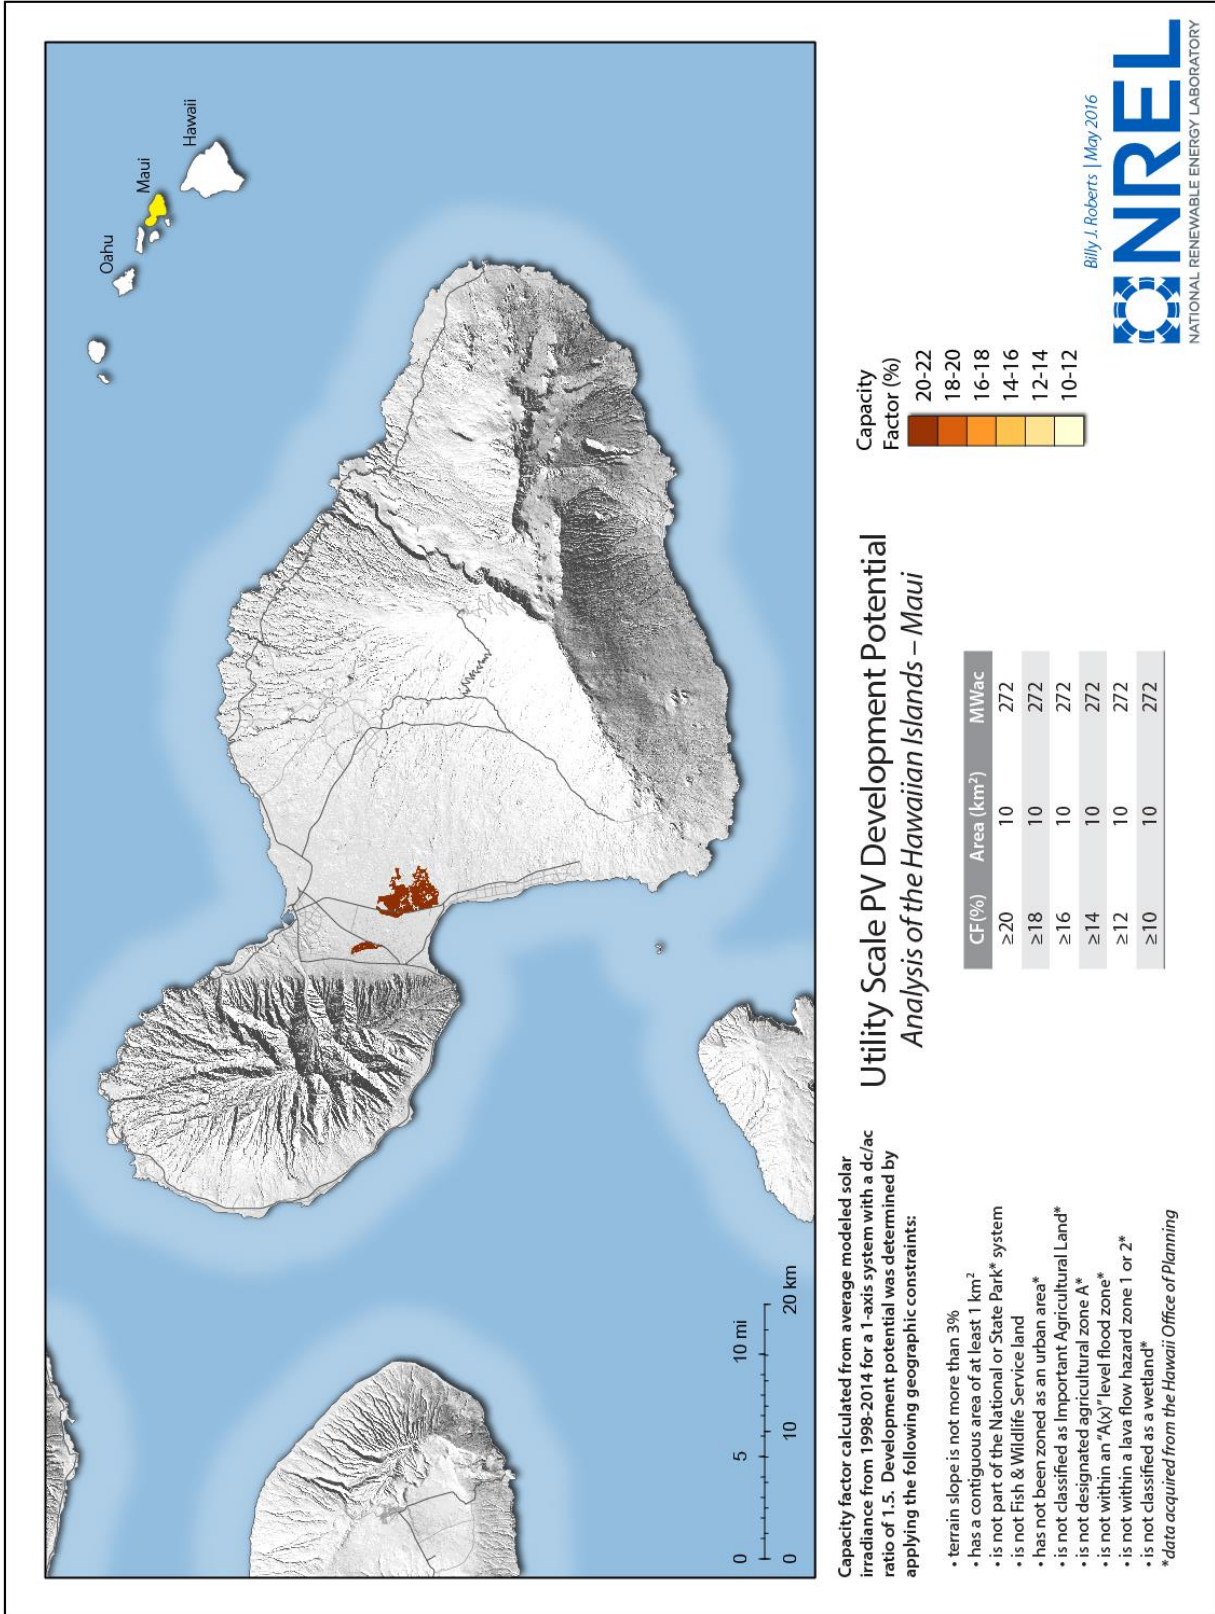 Oahu
Maui
Hawaii
0 5 10 mi
0 10 20 km
Capacity factor calculated from average modeled solar
irradiance from 1998-2014 for a 1-axis system with a dc/ac
ratio of 1.5. Development potential was determined by
applying the following geographic constraints:
• terrain slope is not more than 3%
• has a contiguous area of at least 1 km²
• is not part of the National or State Park* system
• is not Fish & Wildlife Service land
• has not been zoned as an urban area*
• is not classified as Important Agricultural Land*
• is not designated agricultural zone A*
• is not within an "A(x)" level flood zone*
• is not within a lava flow hazard zone 1 or 2*
• is not classified as a wetland*
*data acquired from the Hawaii Office of Planning
Utility Scale PV Development Potential
Analysis of the Hawaiian Islands – Maui
CF(%) Area (km²) MWac
≥20 10 272
≥18 10 272
≥16 10 272
≥14 10 272
≥12 10 272
≥10 10 272
Capacity
Factor (%)
20-22
18-20
16-18
14-16
12-14
10-12
Billy J. Roberts | May 2016
NREL
NATIONAL RENEWABLE ENERGY LABORATORY